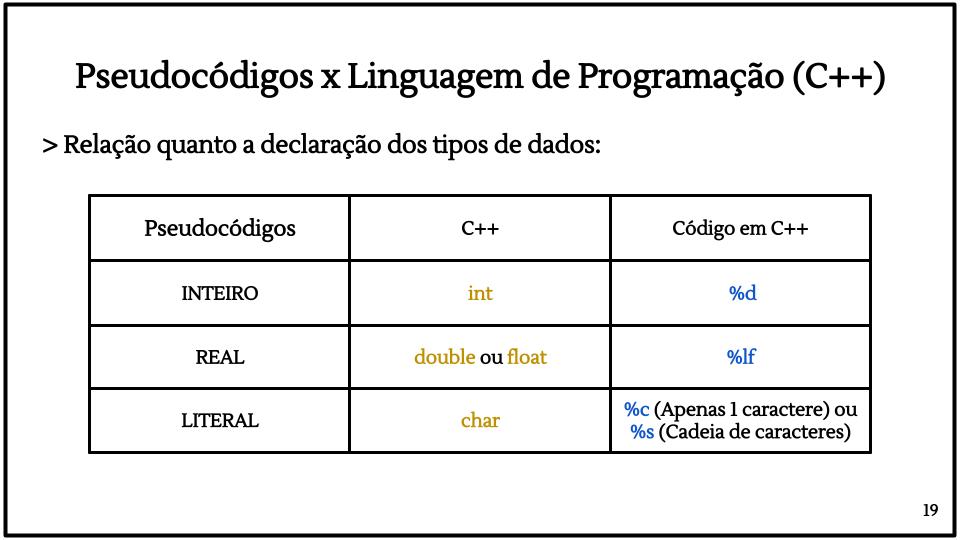 Pseudocódigos x Linguagem de Programação (C++)
> Relação quanto a declaração dos tipos de dados:
Pseudocódigos
C++
Código em C++
INTEIRO
int
%d
REAL
double ou float
%lf
LITERAL
char
%c (Apenas 1 caractere) ou
%s (Cadeia de caracteres)
19